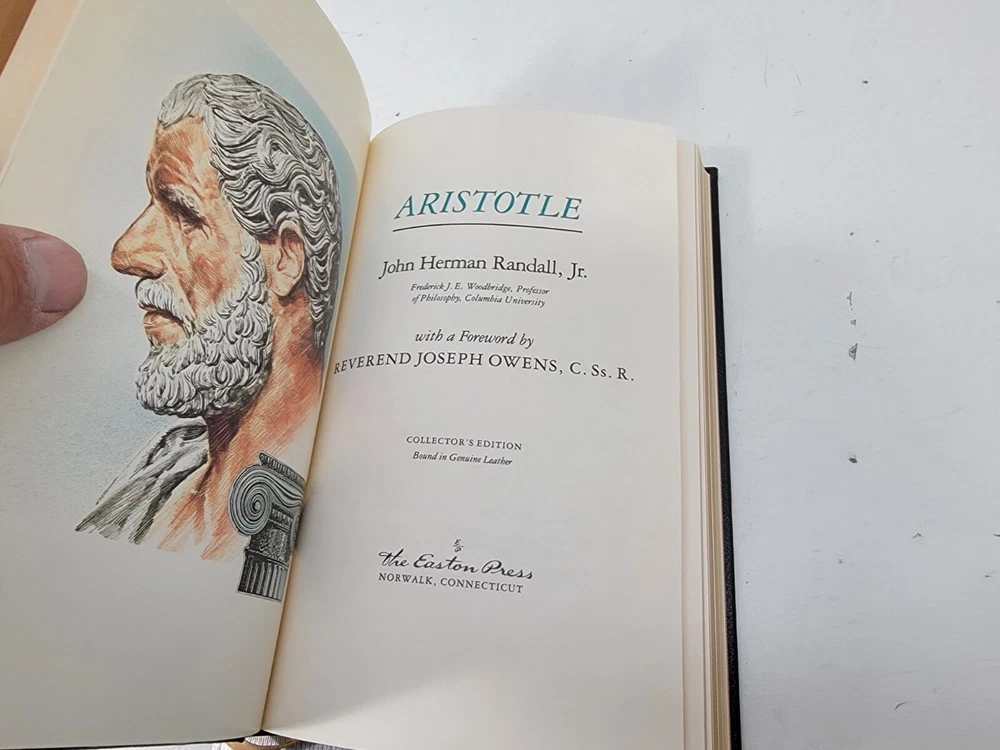 ARISTOTLE
John Herman Randall, Jr.
Frederick J. E. Woodbridge, Professor
of Philosophy, Columbia University
with a Foreword by
REVEREND JOSEPH OWENS, C. Ss. R.
COLLECTOR'S EDITION
Bound in Genuine Leather
E
P
The Easton Press
NORWALK, CONNECTICUT